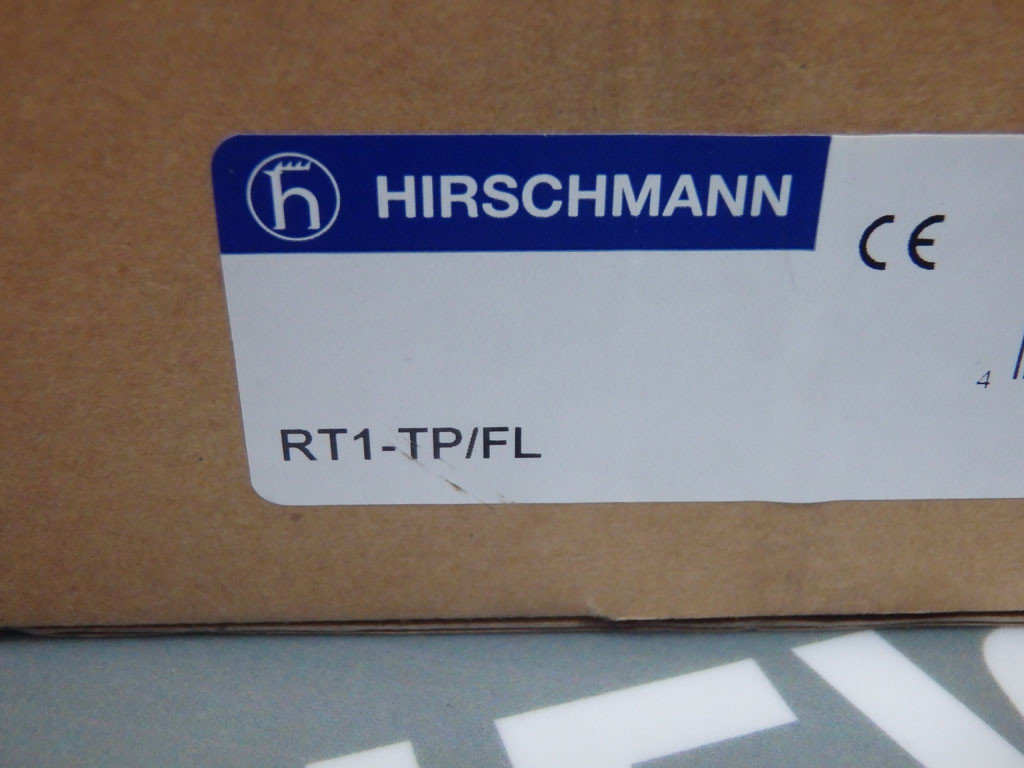 HIRSCHMANN
CE
4
RT1-TP/FL